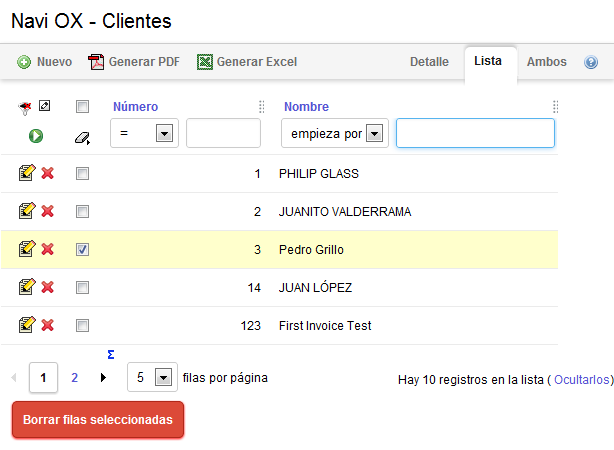 Navi OX - Clientes
Nuevo Generar PDF Generar Excel Detalle Lista Ambos ?
Número Nombre
= empieza por
1 PHILIP GLASS
2 JUANITO VALDERRAMA
3 Pedro Grillo
14 JUAN LÓPEZ
123 First Invoice Test
Σ
1 2 5 filas por página Hay 10 registros en la lista ( Ocultarlos)
Borrar filas seleccionadas